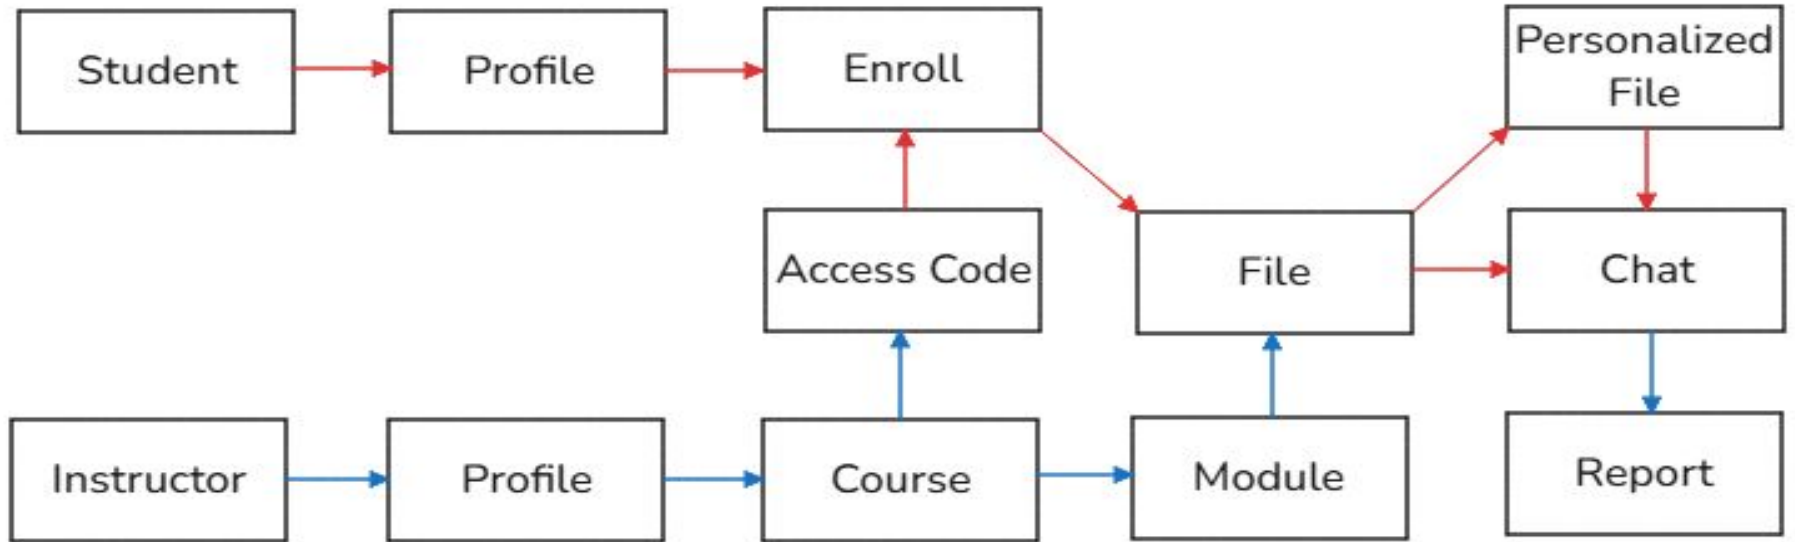 Student
Profile
Enroll
Personalized
File
Access Code
File
Chat
Instructor
Profile
Course
Module
Report